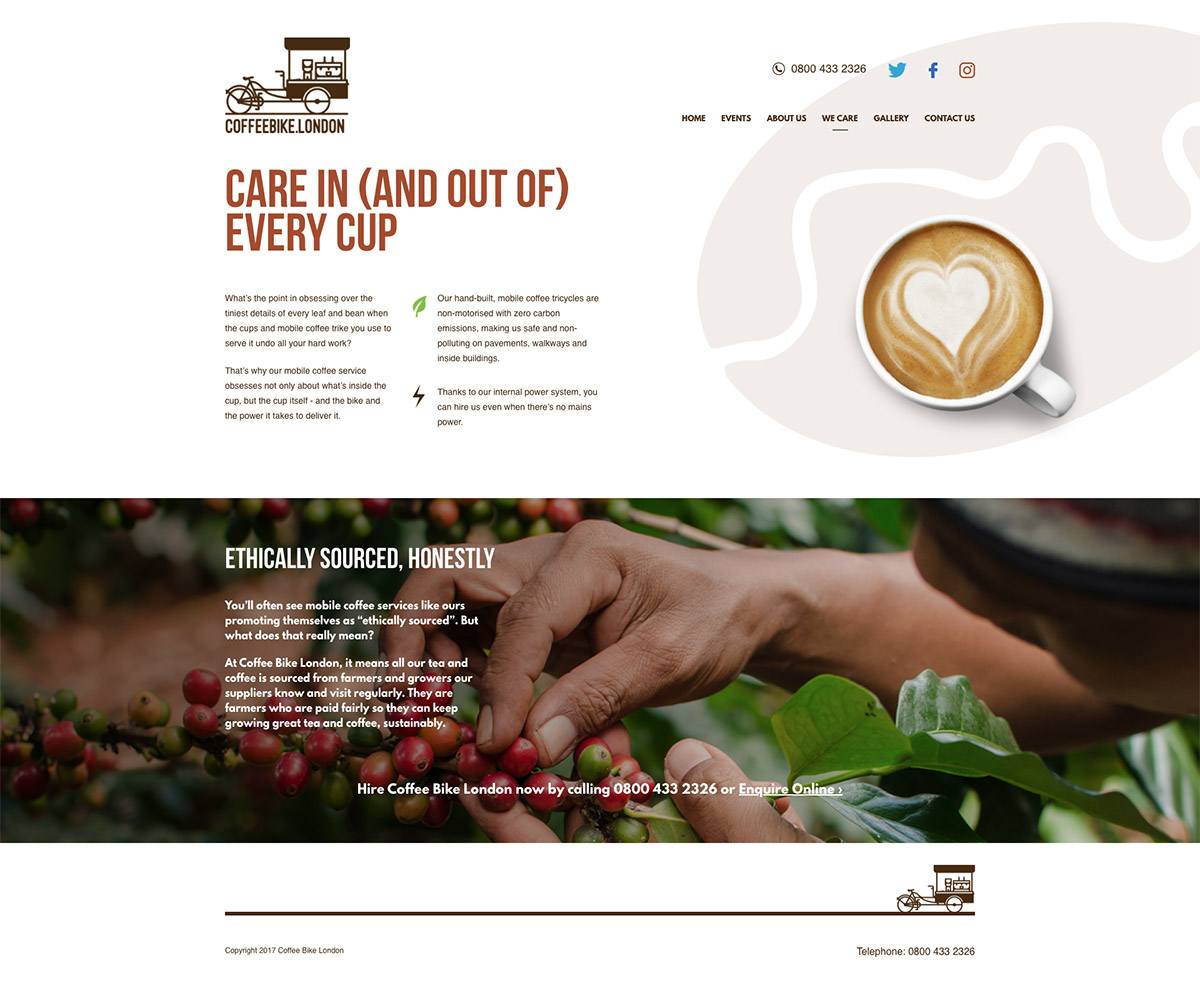 COFFEEBIKE.LONDON
0800 433 2326
HOME EVENTS ABOUT US WE CARE GALLERY CONTACT US
CARE IN (AND OUT OF)
EVERY CUP
What's the point in obsessing over the
tiniest details of every leaf and bean when
the cups and mobile coffee trike you use to
serve it undo all your hard work?
That's why our mobile coffee service
obsesses not only about what's inside the
cup, but the cup itself - and the bike and
the power it takes to deliver it.
Our hand-built, mobile coffee tricycles are
non-motorised with zero carbon
emissions, making us safe and non-
polluting on pavements, walkways and
inside buildings.
Thanks to our internal power system, you
can hire us even when there's no mains
power.
ETHICALLY SOURCED, HONESTLY
You'll often see mobile coffee services like ours
promoting themselves as “ethically sourced”. But
what does that really mean?
At Coffee Bike London, it means all our tea and
coffee is sourced from farmers and growers our
suppliers know and visit regularly. They are
farmers who are paid fairly so they can keep
growing great tea and coffee, sustainably.
Hire Coffee Bike London now by calling 0800 433 2326 or Enquire Online ›
Copyright 2017 Coffee Bike London
Telephone: 0800 433 2326